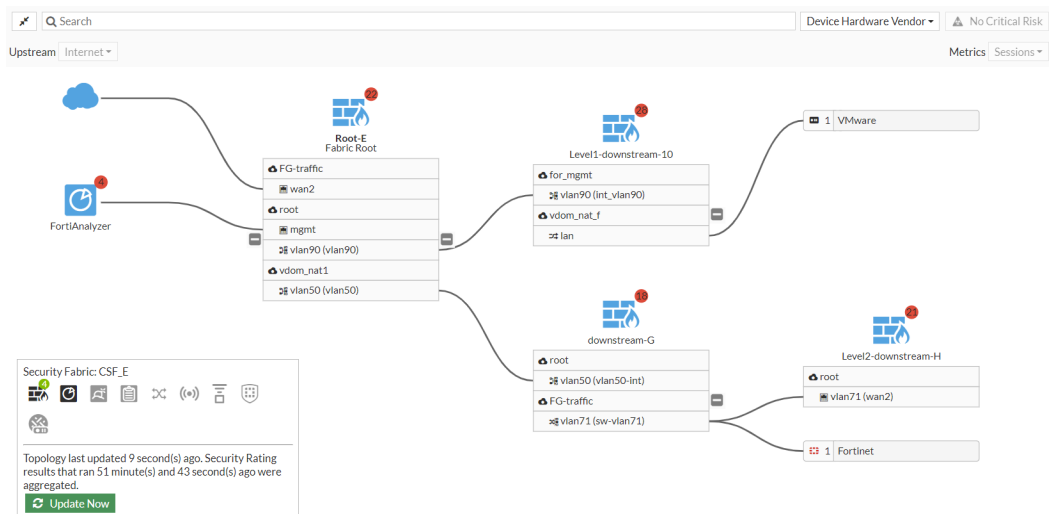 Search
Device Hardware Vendor
No Critical Risk
Upstream
Internet
Metrics
Sessions
22
Root-E
Fabric Root
FG-traffic
wan2
root
mgmt
vlan90 (vlan90)
vdom_nat1
vlan50 (vlan50)
4
FortiAnalyzer
Level1-downstream-10
for_mgmt
vlan90 (int_vlan90)
vdom_nat_f
lan
1 VMware
18
downstream-G
root
vlan50 (vlan50-int)
FG-traffic
vlan71 (sw-vlan71)
21
Level2-downstream-H
root
vlan71 (wan2)
1 Fortinet
Security Fabric: CSF_E
4
Topology last updated 9 second(s) ago. Security Rating
results that ran 51 minute(s) and 43 second(s) ago were
aggregated.
Update Now